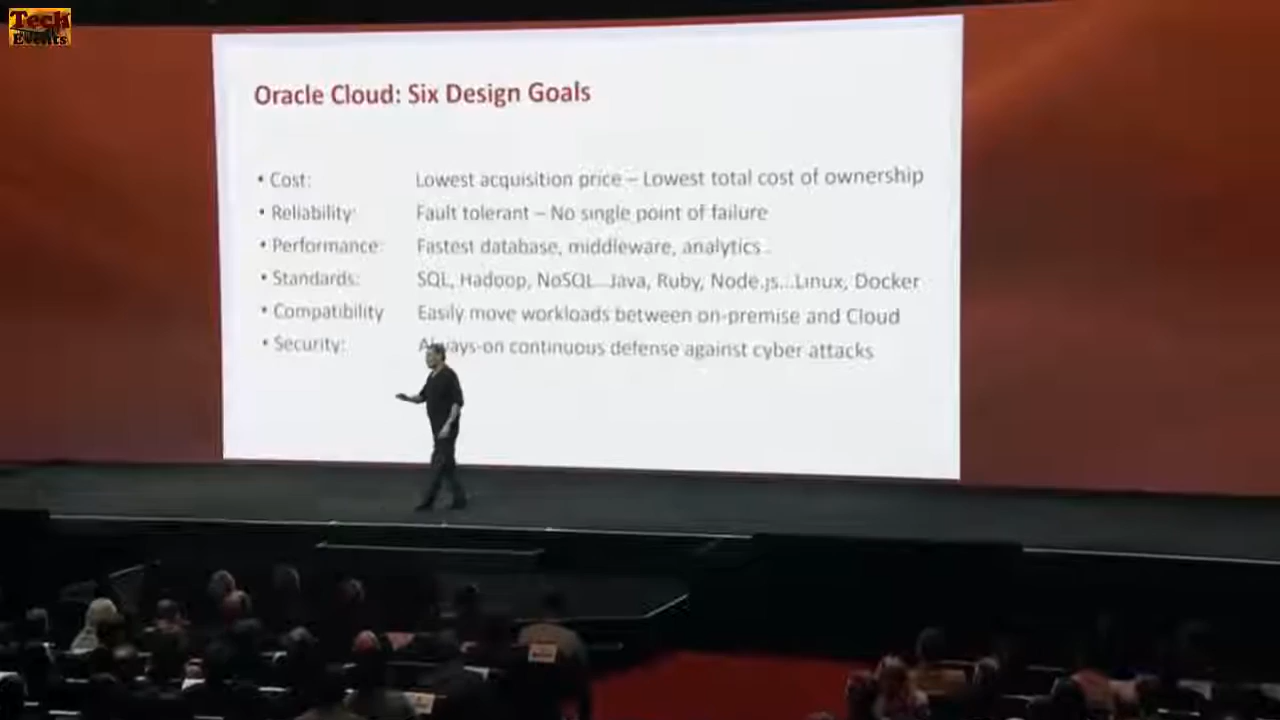 Tech
Events
Oracle Cloud: Six Design Goals
• Cost: Lowest acquisition price – Lowest total cost of ownership
• Reliability: Fault tolerant – No single point of failure
• Performance: Fastest database, middleware, analytics...
• Standards: SQL, Hadoop, NoSQL...Java, Ruby, Node.js...Linux, Docker
• Compatibility Easily move workloads between on-premise and Cloud
• Security: Always-on continuous defense against cyber attacks